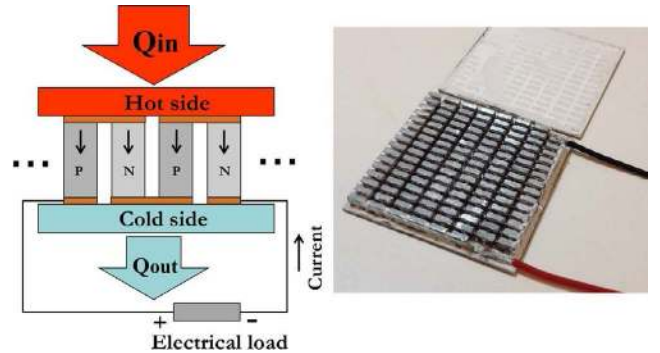 Qin
Hot side
P N P N
Cold side
Qout
Current
+ -
Electrical load